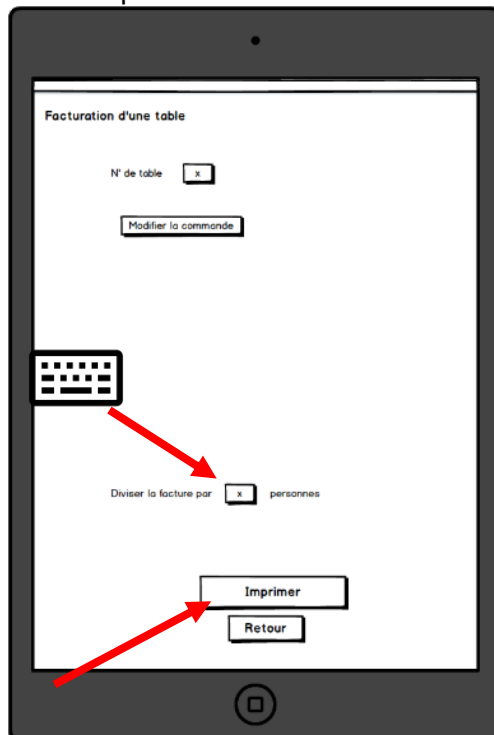 Facturation d'une table
N° de table x
Modifier la commande
Diviser la facture par x personnes
Imprimer
Retour